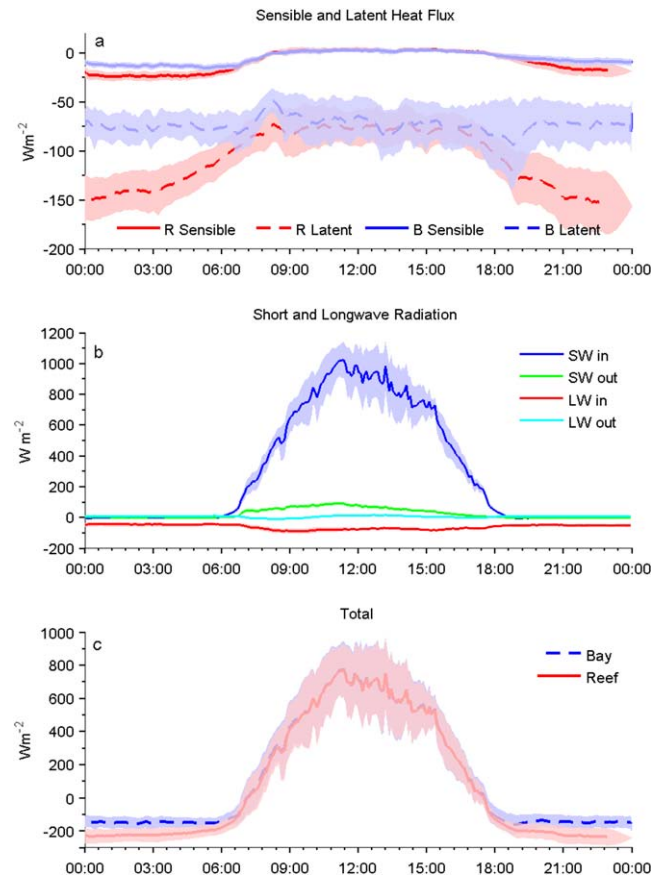 Sensible and Latent Heat Flux
a
0
-50
-100
-150
-200
Wm-2
R Sensible R Latent B Sensible B Latent
00:00 03:00 06:00 09:00 12:00 15:00 18:00 21:00 00:00
Short and Longwave Radiation
b
1200
1000
800
600
400
200
0
-200
W m-2
SW in
SW out
LW in
LW out
00:00 03:00 06:00 09:00 12:00 15:00 18:00 21:00 00:00
Total
c
1000
800
600
400
200
0
-200
Wm-2
Bay
Reef
00:00 03:00 06:00 09:00 12:00 15:00 18:00 21:00 00:00